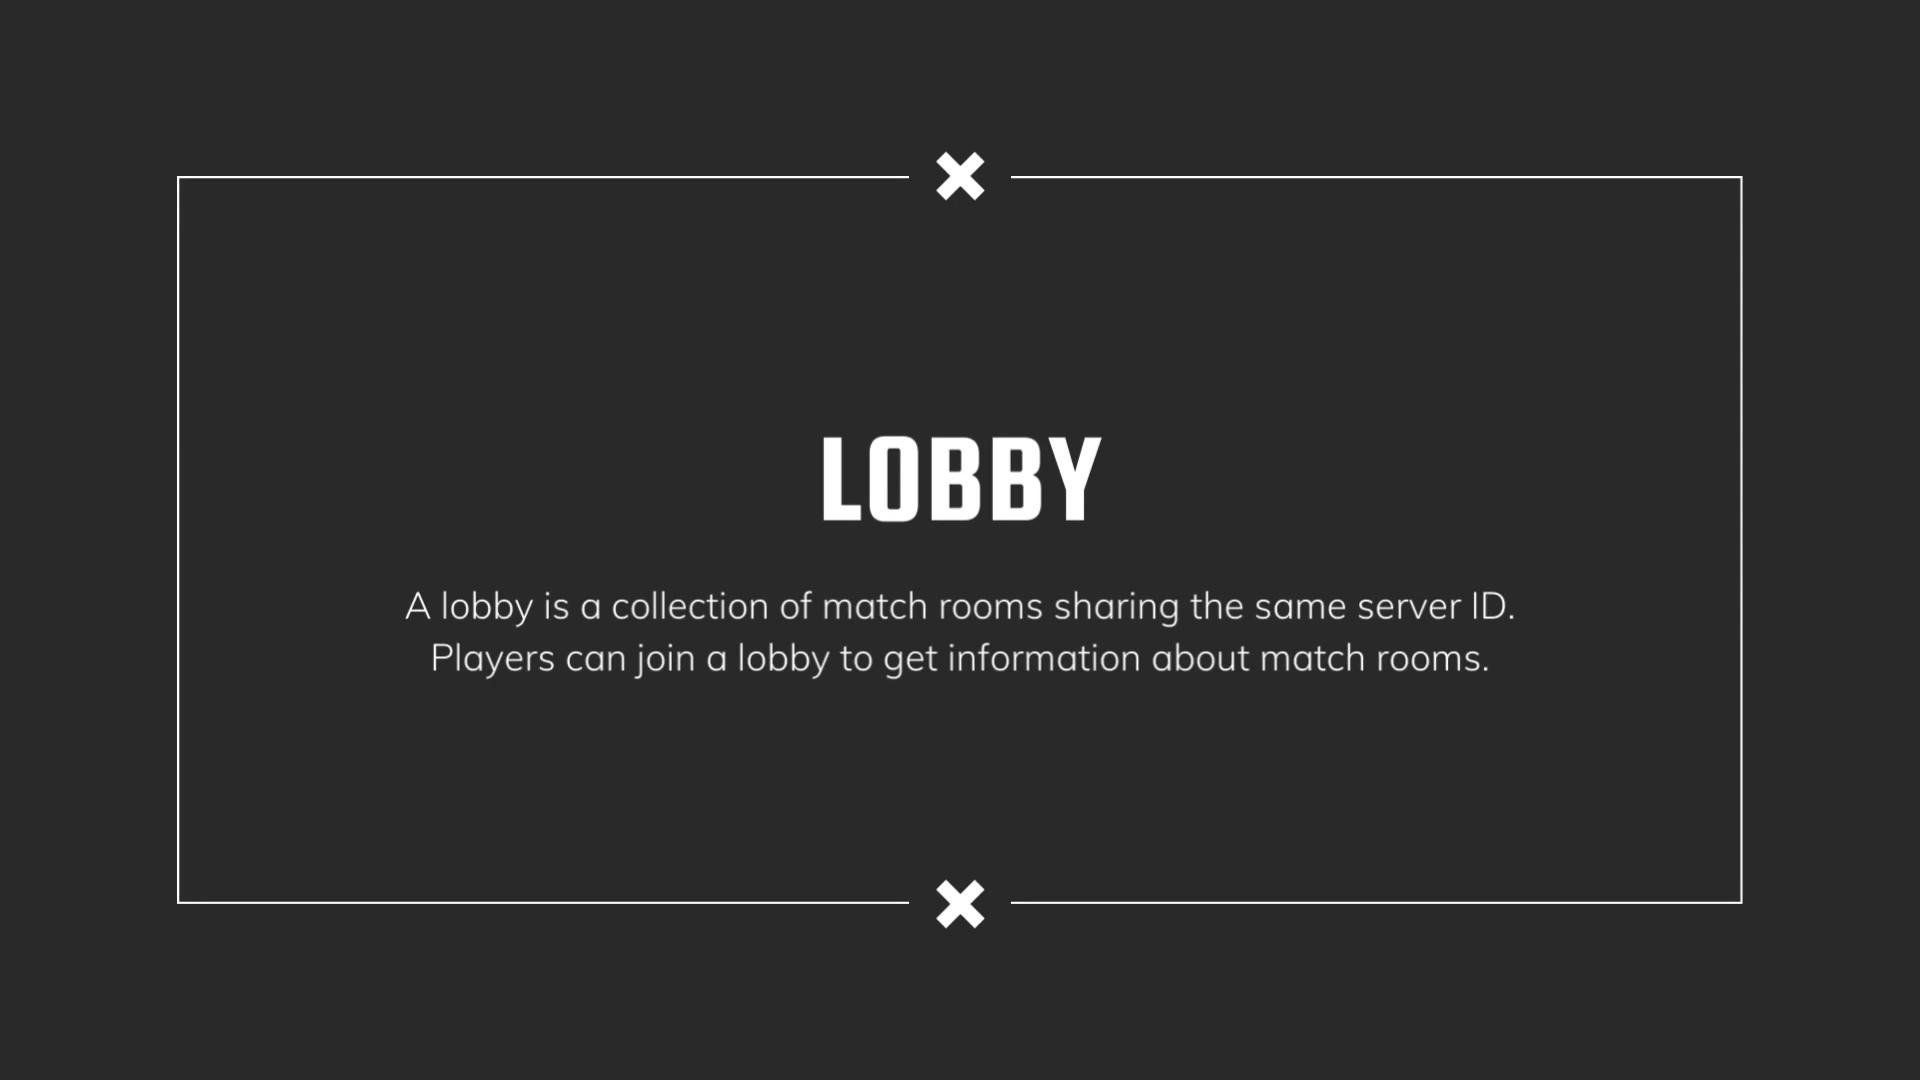 LOBBY
A lobby is a collection of match rooms sharing the same server ID.
Players can join a lobby to get information about match rooms.